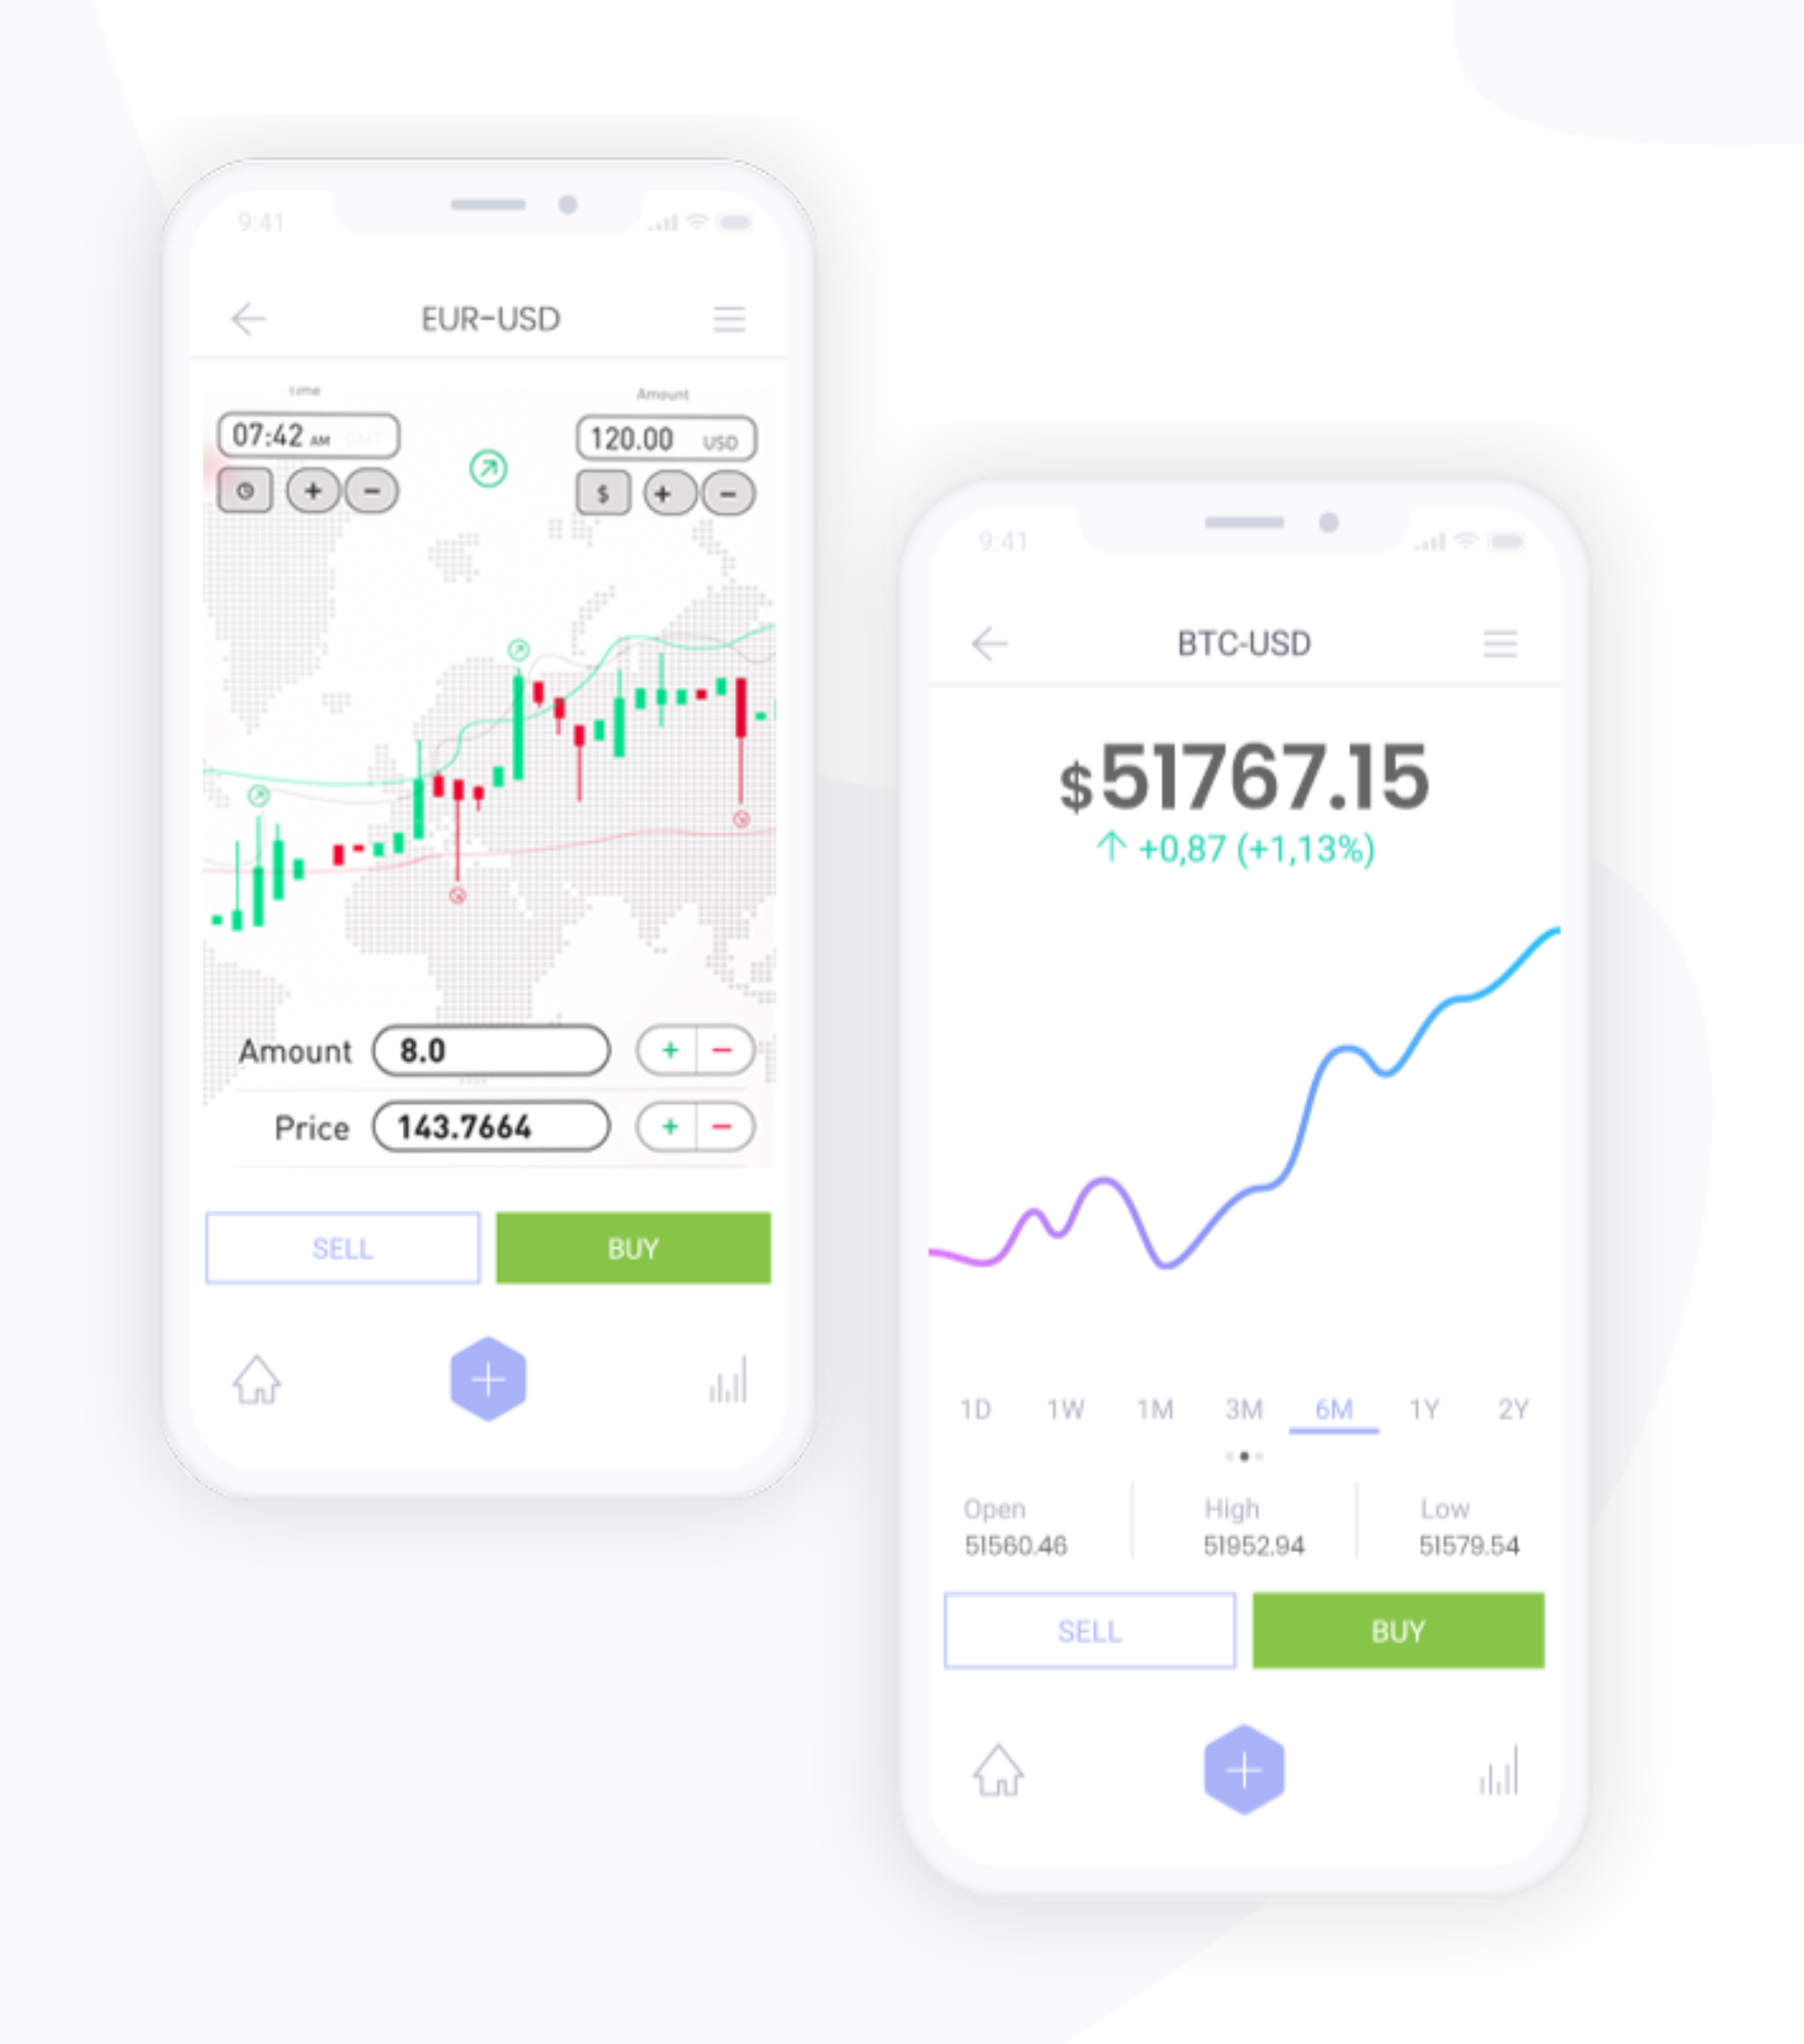 9:41
EUR-USD
Time
Amount
07:42 AM GMT
120.00 USD
+ −
$ + −
Amount 8.0 + −
Price 143.7664 + −
SELL BUY
9:41
BTC-USD
$51767.15
↑ +0,87 (+1,13%)
1D 1W 1M 3M 6M 1Y 2Y
Open High Low
51560.46 51952.94 51579.54
SELL BUY